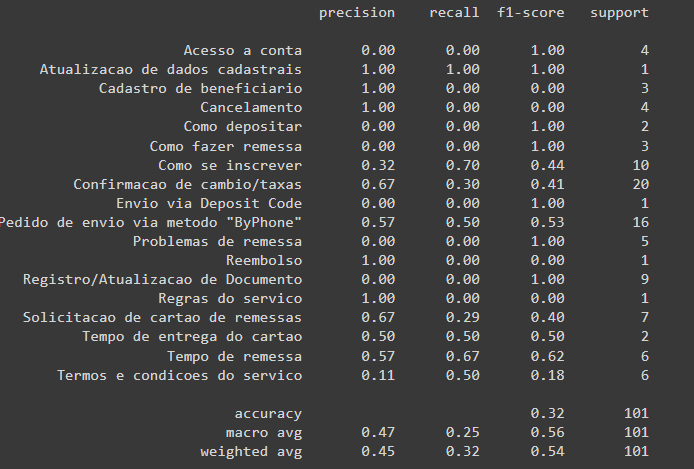 precision recall f1-score support
Acesso a conta 0.00 0.00 1.00 4
Atualizacao de dados cadastrais 1.00 1.00 1.00 1
Cadastro de beneficiario 1.00 0.00 0.00 3
Cancelamento 1.00 0.00 0.00 4
Como depositar 0.00 0.00 1.00 2
Como fazer remessa 0.00 0.00 1.00 3
Como se inscrever 0.32 0.70 0.44 10
Confirmacao de cambio/taxas 0.67 0.30 0.41 20
Envio via Deposit Code 0.00 0.00 1.00 1
Pedido de envio via metodo "ByPhone" 0.57 0.50 0.53 16
Problemas de remessa 0.00 0.00 1.00 5
Reembolso 1.00 0.00 0.00 1
Registro/Atualizacao de Documento 0.00 0.00 1.00 9
Regras do servico 1.00 0.00 0.00 1
Solicitacao de cartao de remessas 0.67 0.29 0.40 7
Tempo de entrega do cartao 0.50 0.50 0.50 2
Tempo de remessa 0.57 0.67 0.62 6
Termos e condicoes do servico 0.11 0.50 0.18 6
accuracy 0.32 101
macro avg 0.47 0.25 0.56 101
weighted avg 0.45 0.32 0.54 101